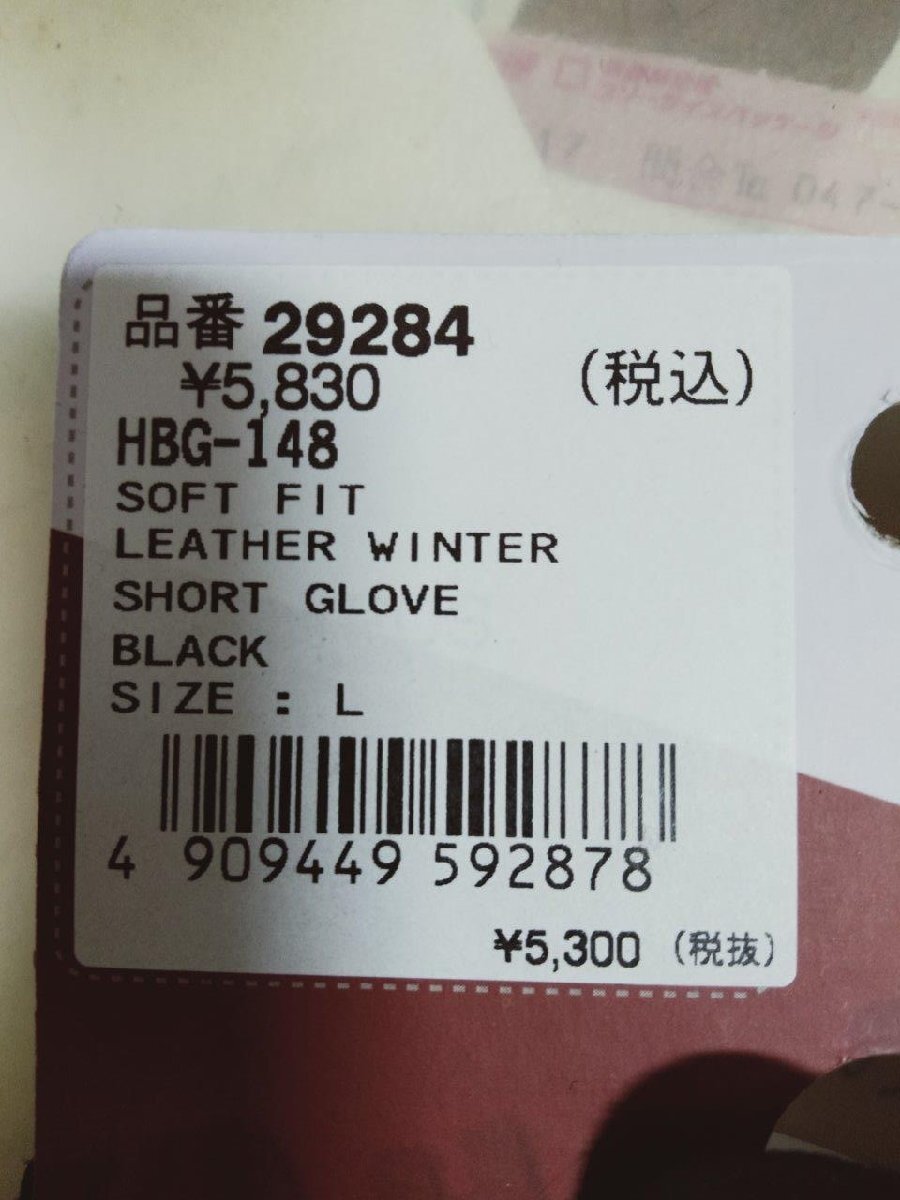 品番 29284
¥5,830 (税込)
HBG-148
SOFT FIT
LEATHER WINTER
SHORT GLOVE
BLACK
SIZE : L
4 909449 592878
¥5,300 (税抜)